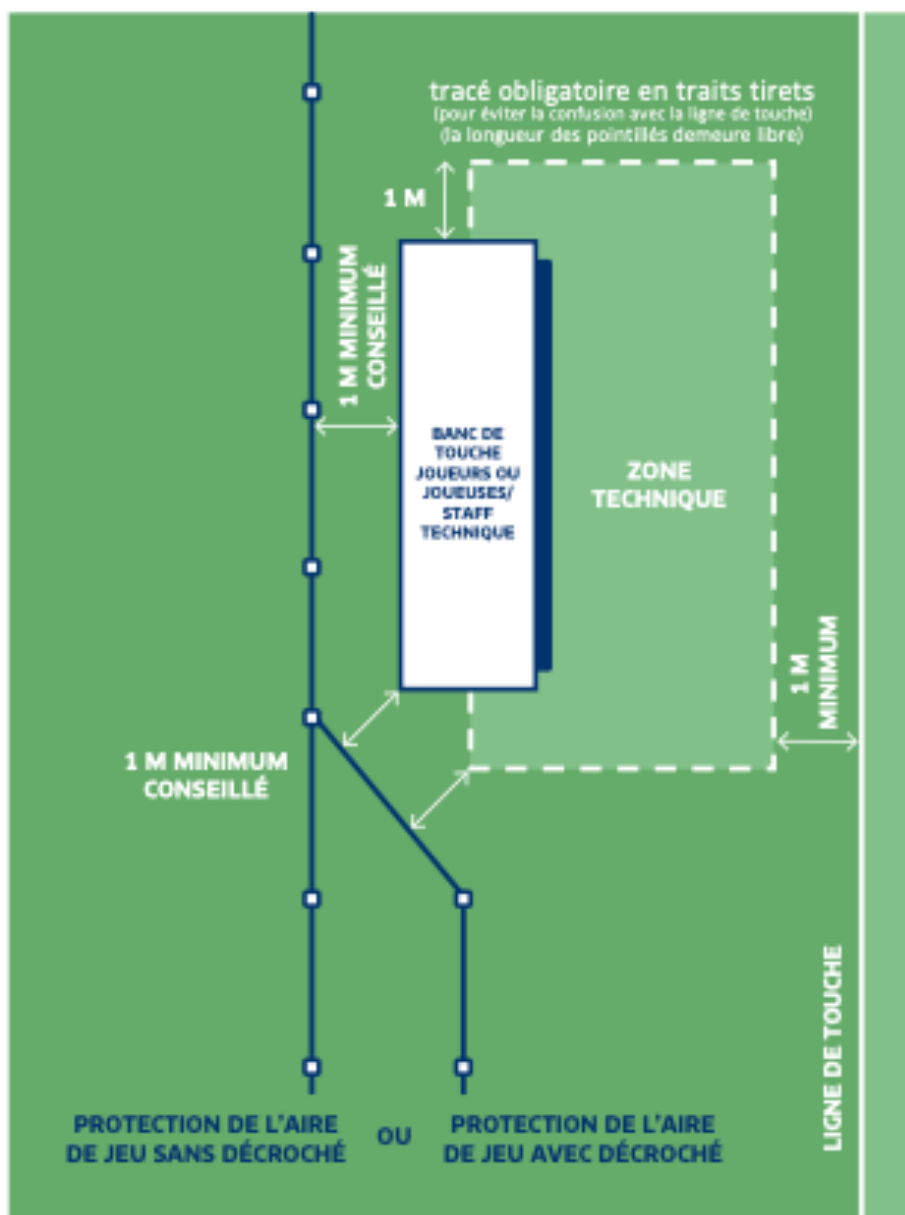 tracé obligatoire en traits tirets
(pour éviter la confusion avec la ligne de touche)
(la longueur des pointillés demeure libre)
1 M
1 M MINIMUM
CONSEILLÉ
BANC DE
TOUCHE
JOUEURS OU
JOUEUSES/
STAFF
TECHNIQUE
ZONE
TECHNIQUE
1 M
MINIMUM
1 M MINIMUM
CONSEILLÉ
LIGNE DE TOUCHE
PROTECTION DE L'AIRE
DE JEU SANS DÉCROCHÉ
OU
PROTECTION DE L'AIRE
DE JEU AVEC DÉCROCHÉ